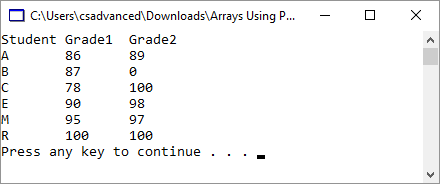 C:\Users\csadvanced\Downloads\Arrays Using P...
Student Grade1 Grade2
A 86 89
B 87 0
C 78 100
E 90 98
M 95 97
R 100 100
Press any key to continue . . .